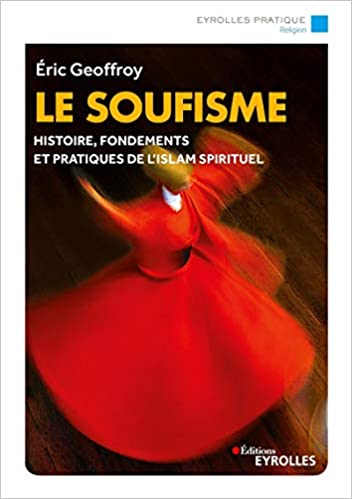 EYROLLES PRATIQUE
Religion
Éric Geoffroy
LE SOUFISME
HISTOIRE, FONDEMENTS
ET PRATIQUES DE L'ISLAM SPIRITUEL
Éditions
EYROLLES